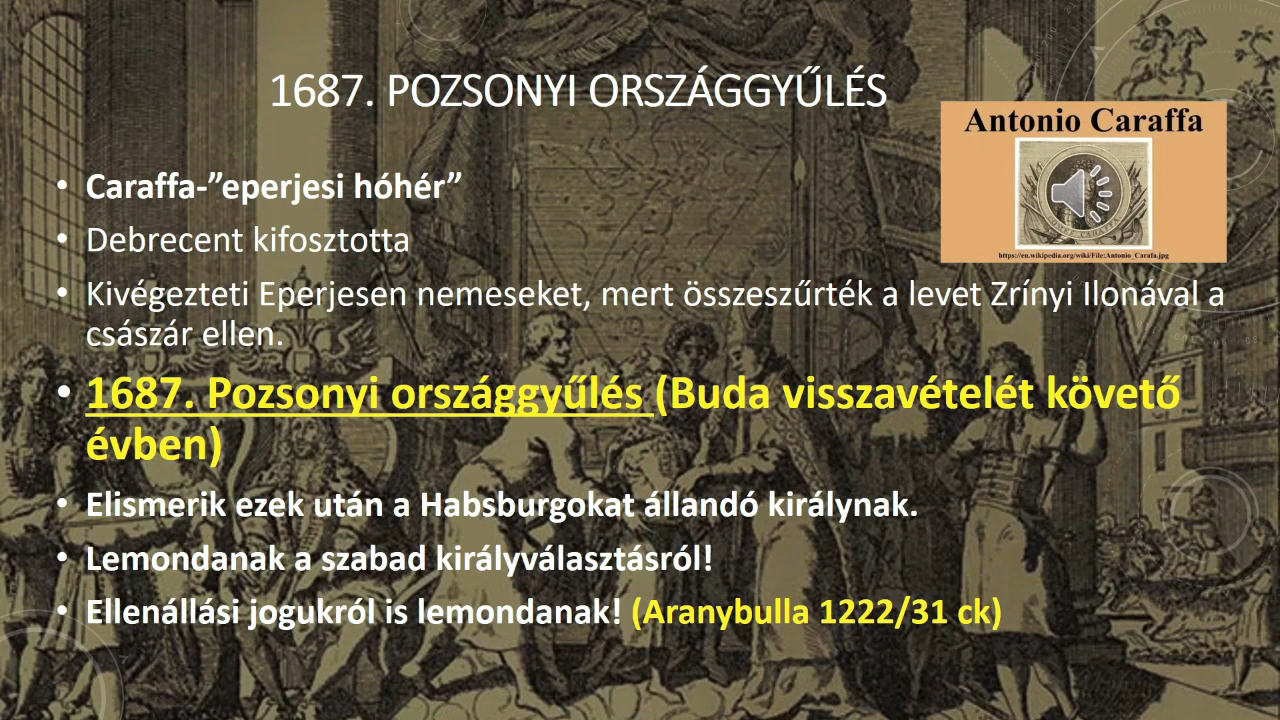 1687. POZSONYI ORSZÁGGYŰLÉS
Antonio Caraffa
https://en.wikipedia.org/wiki/File:Antonio_Carafa.jpg
• Caraffa-”eperjesi hóhér”
• Debrecent kifosztotta
• Kivégezteti Eperjesen nemeseket, mert összeszűrték a levet Zrínyi Ilonával a
császár ellen.
• 1687. Pozsonyi országgyűlés (Buda visszavételét követő
évben)
• Elismerik ezek után a Habsburgokat állandó királynak.
• Lemondanak a szabad királyválasztásról!
• Ellenállási jogukról is lemondanak! (Aranybulla 1222/31 ck)